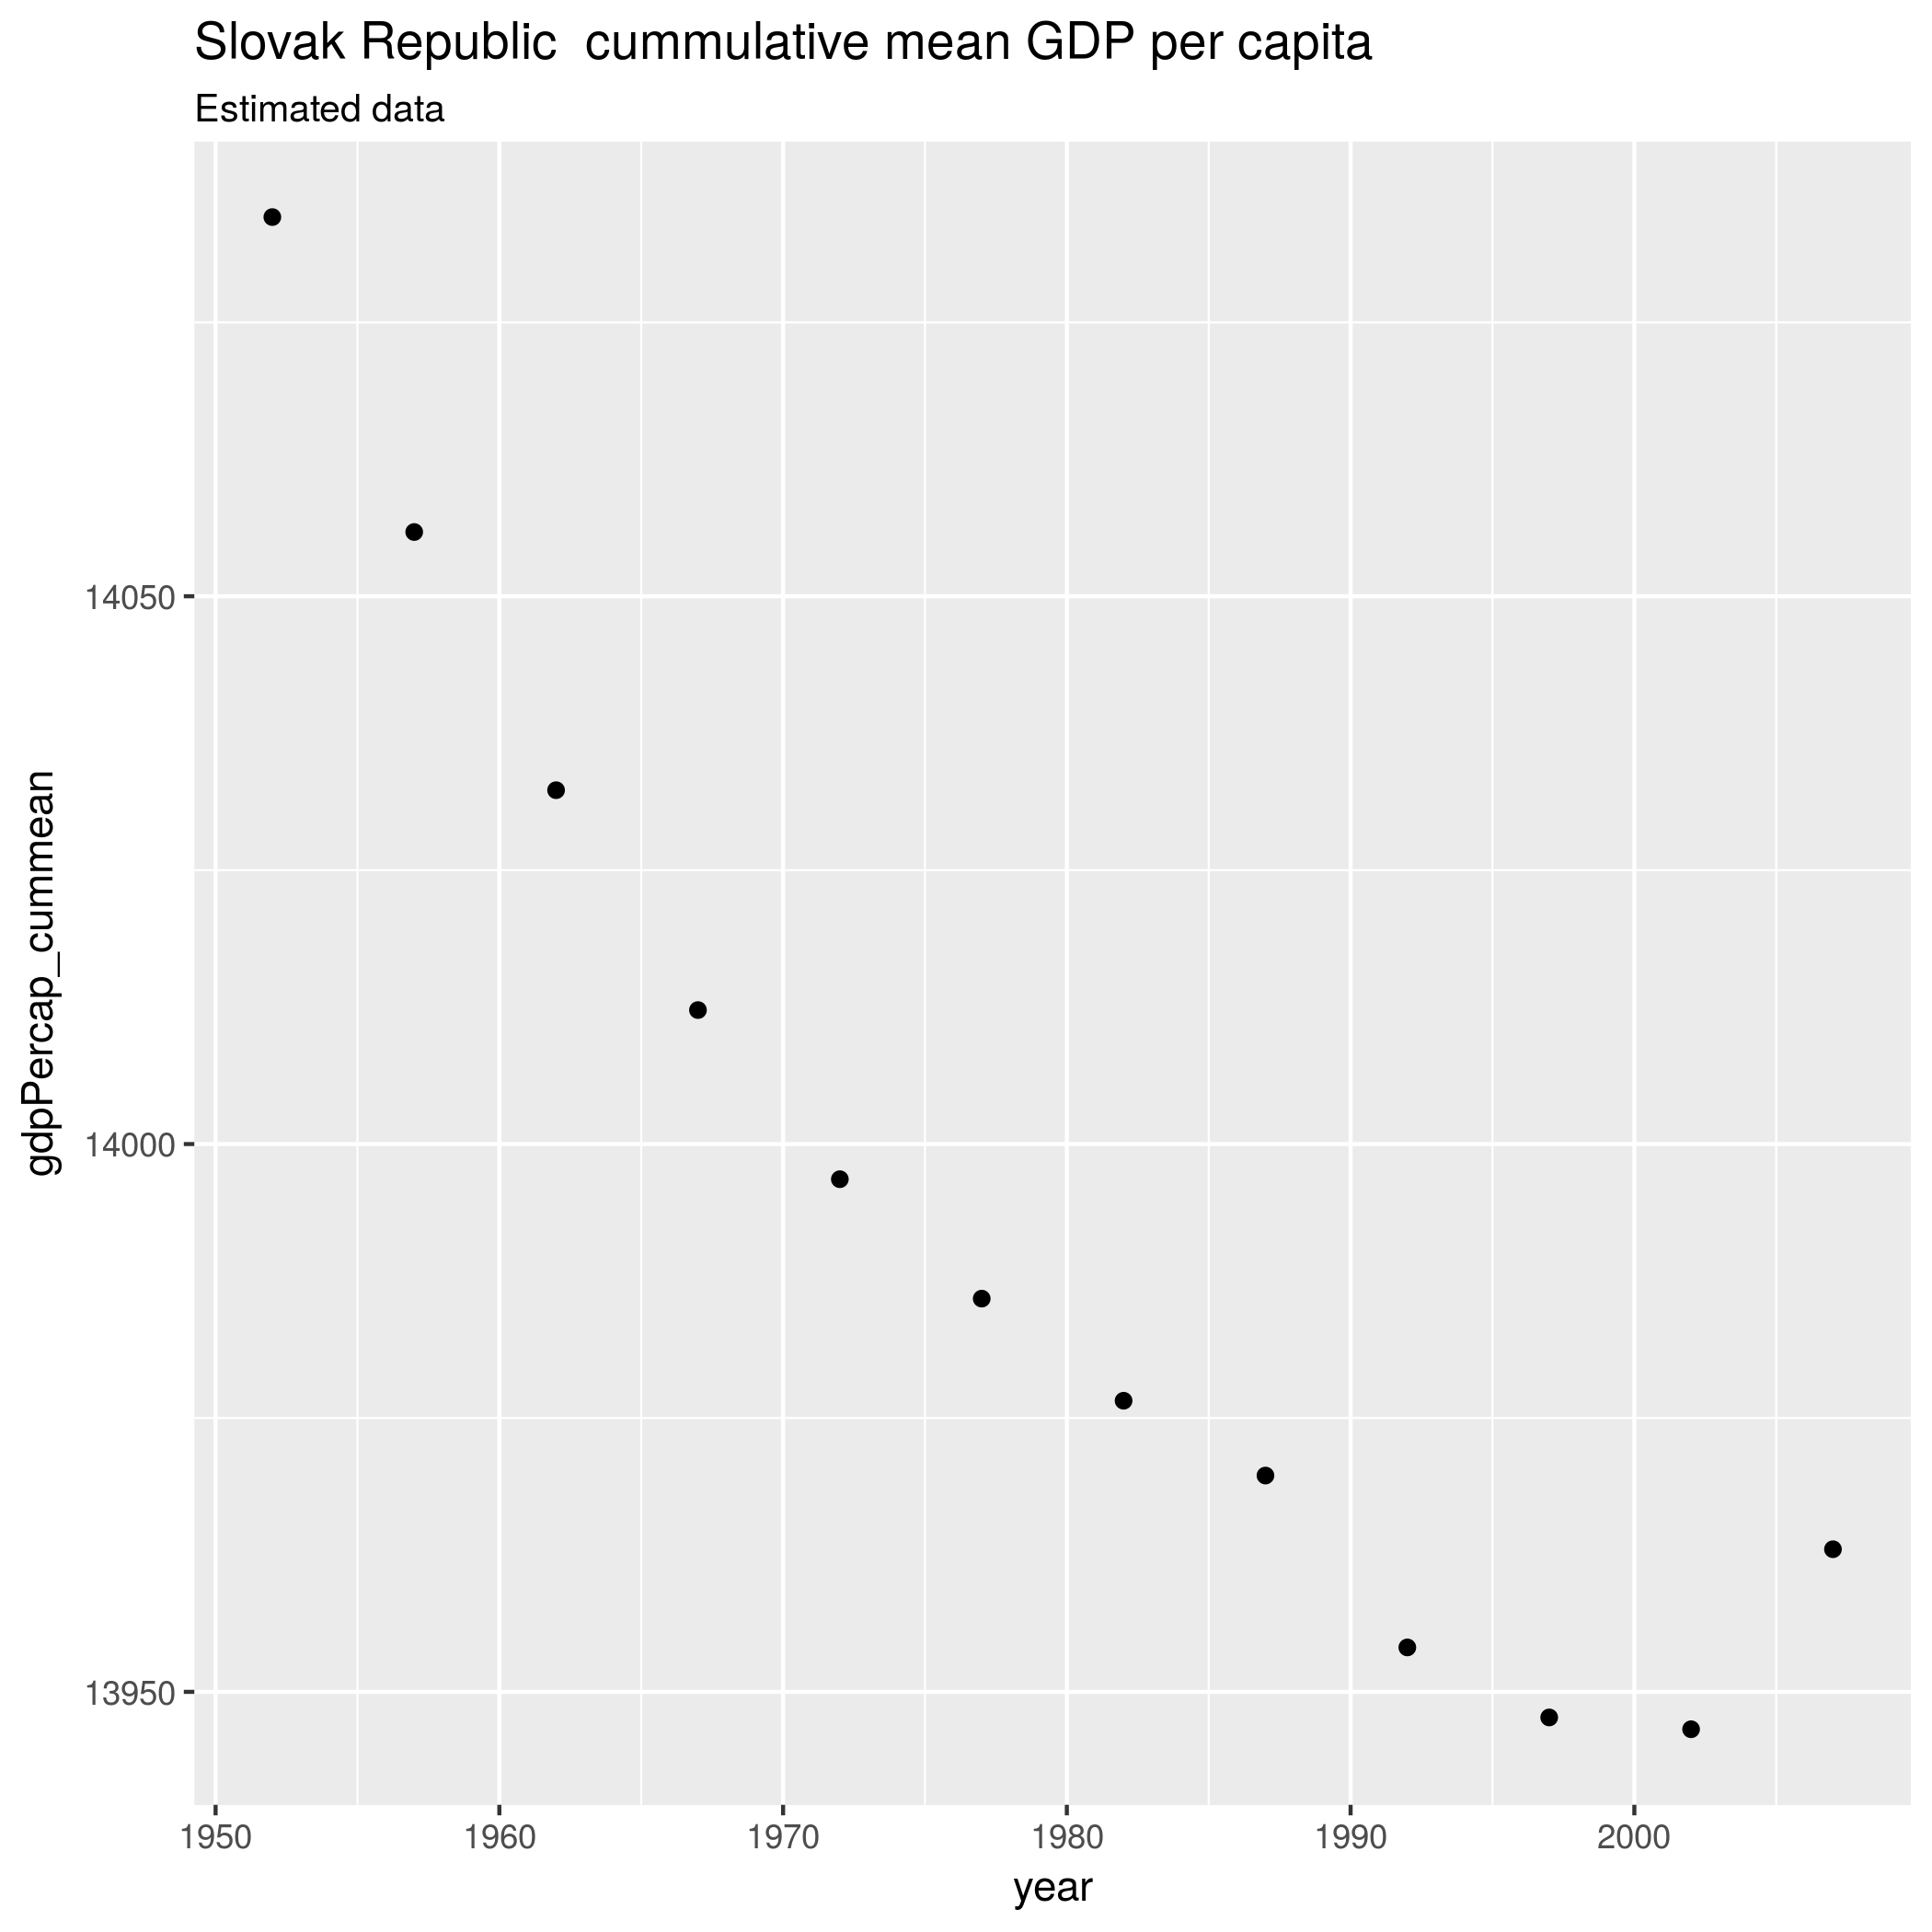 Slovak Republic  cummulative mean GDP per capita
Estimated data
gdpPercap_cummean
14050
14000
13950
1950 1960 1970 1980 1990 2000
year